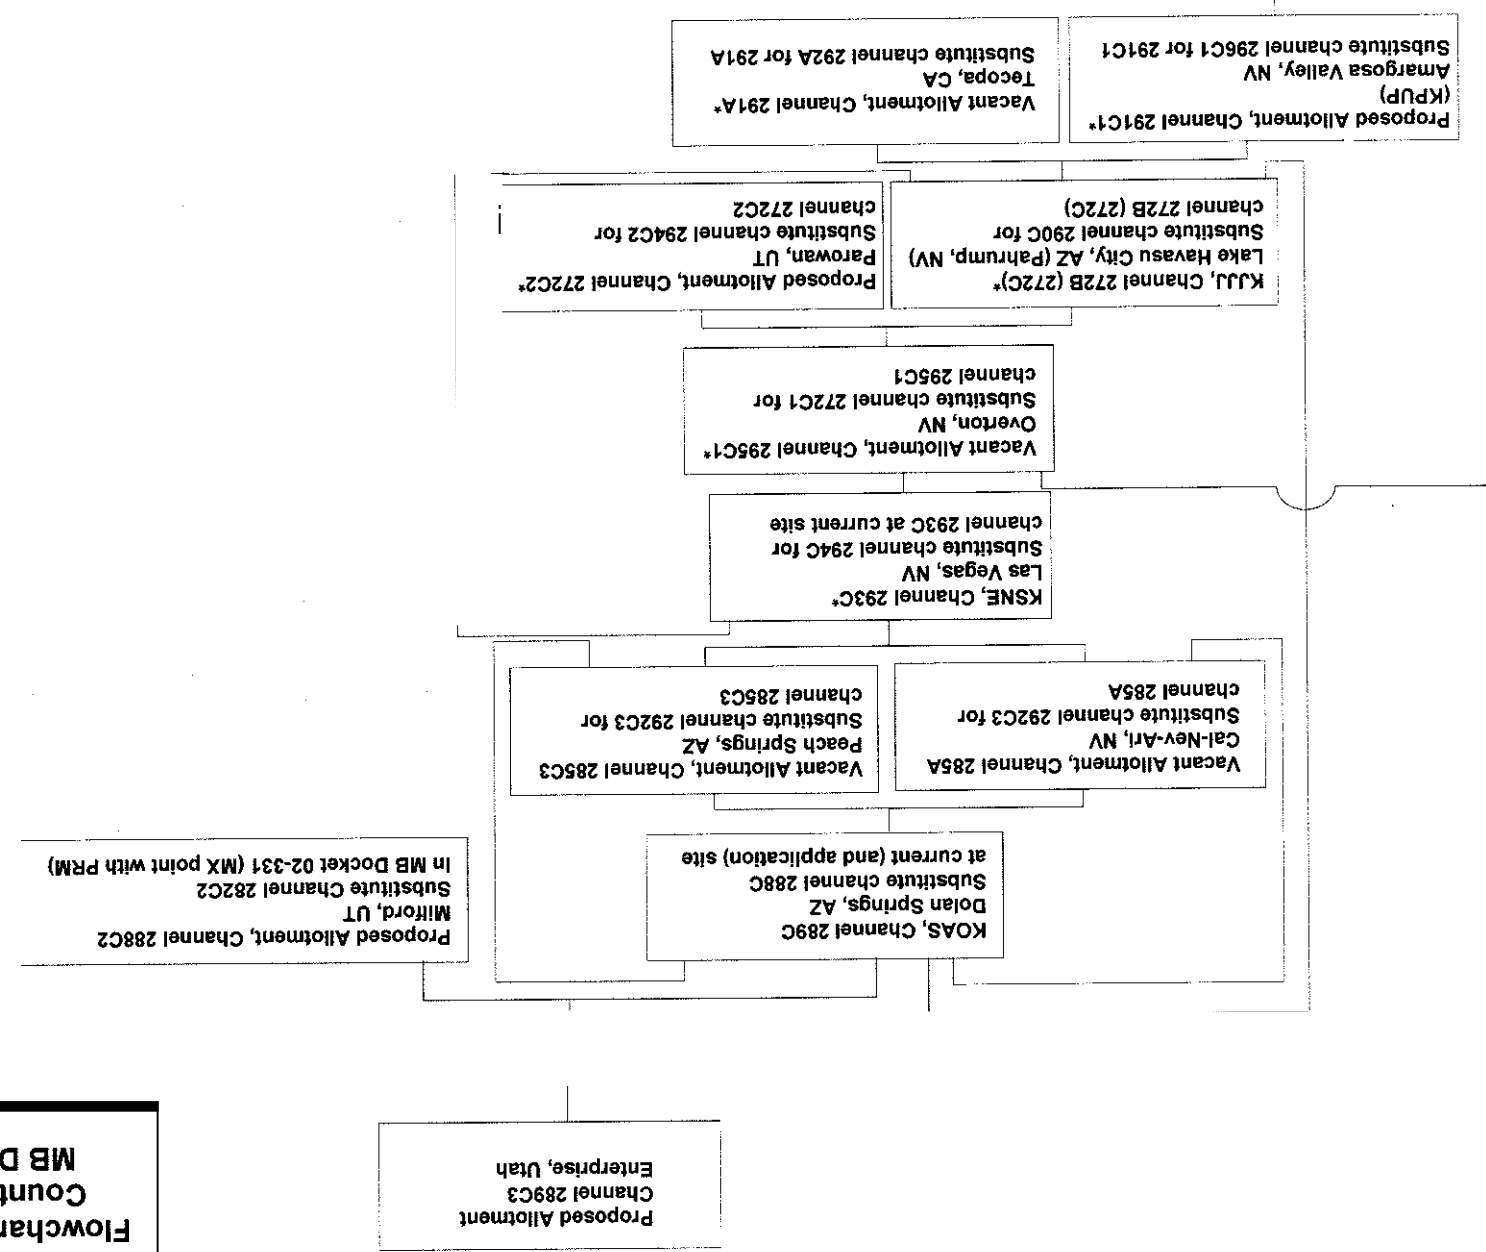 Flowchar
Count
MB D
Proposed Allotment
Channel 289C3
Enterprise, Utah
KOAS, Channel 289C
Dolan Springs, AZ
Substitute channel 288C
at current (and application) site
Proposed Allotment, Channel 288C2
Milford, UT
Substitute Channel 282C2
In MB Docket 02-331 (MX point with PRM)
Vacant Allotment, Channel 285A
Cal-Nev-Ari, NV
Substitute channel 292C3 for
channel 285A
Vacant Allotment, Channel 285C3
Peach Springs, AZ
Substitute channel 292C3 for
channel 285C3
KSNE, Channel 293C*
Las Vegas, NV
Substitute channel 294C for
channel 293C at current site
Vacant Allotment, Channel 295C1*
Overton, NV
Substitute channel 272C1 for
channel 295C1
KJJJ, Channel 272B (272C)*
Lake Havasu City, AZ (Pahrump, NV)
Substitute channel 290C for
channel 272B (272C)
Proposed Allotment, Channel 272C2*
Parowan, UT
Substitute channel 294C2 for
channel 272C2
Proposed Allotment, Channel 291C1*
(KPUP)
Amargosa Valley, NV
Substitute channel 296C1 for 291C1
Vacant Allotment, Channel 291A*
Tecopa, CA
Substitute channel 292A for 291A